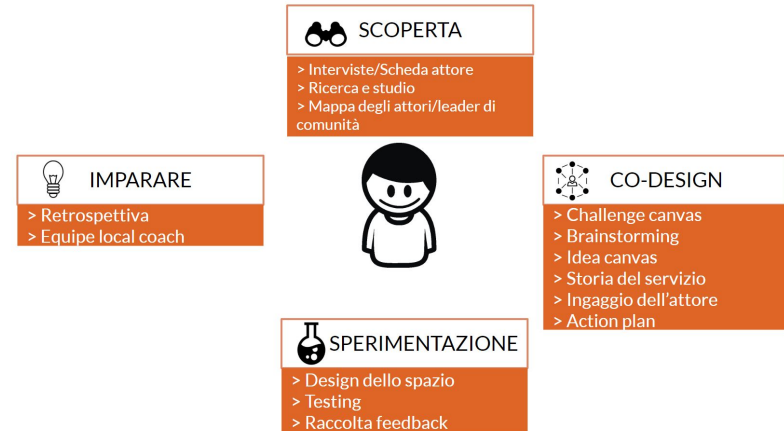 SCOPERTA
> Interviste/Scheda attore
> Ricerca e studio
> Mappa degli attori/leader di
comunità
IMPARARE
> Retrospettiva
> Equipe local coach
CO-DESIGN
> Challenge canvas
> Brainstorming
> Idea canvas
> Storia del servizio
> Ingaggio dell'attore
> Action plan
SPERIMENTAZIONE
> Design dello spazio
> Testing
> Raccolta feedback